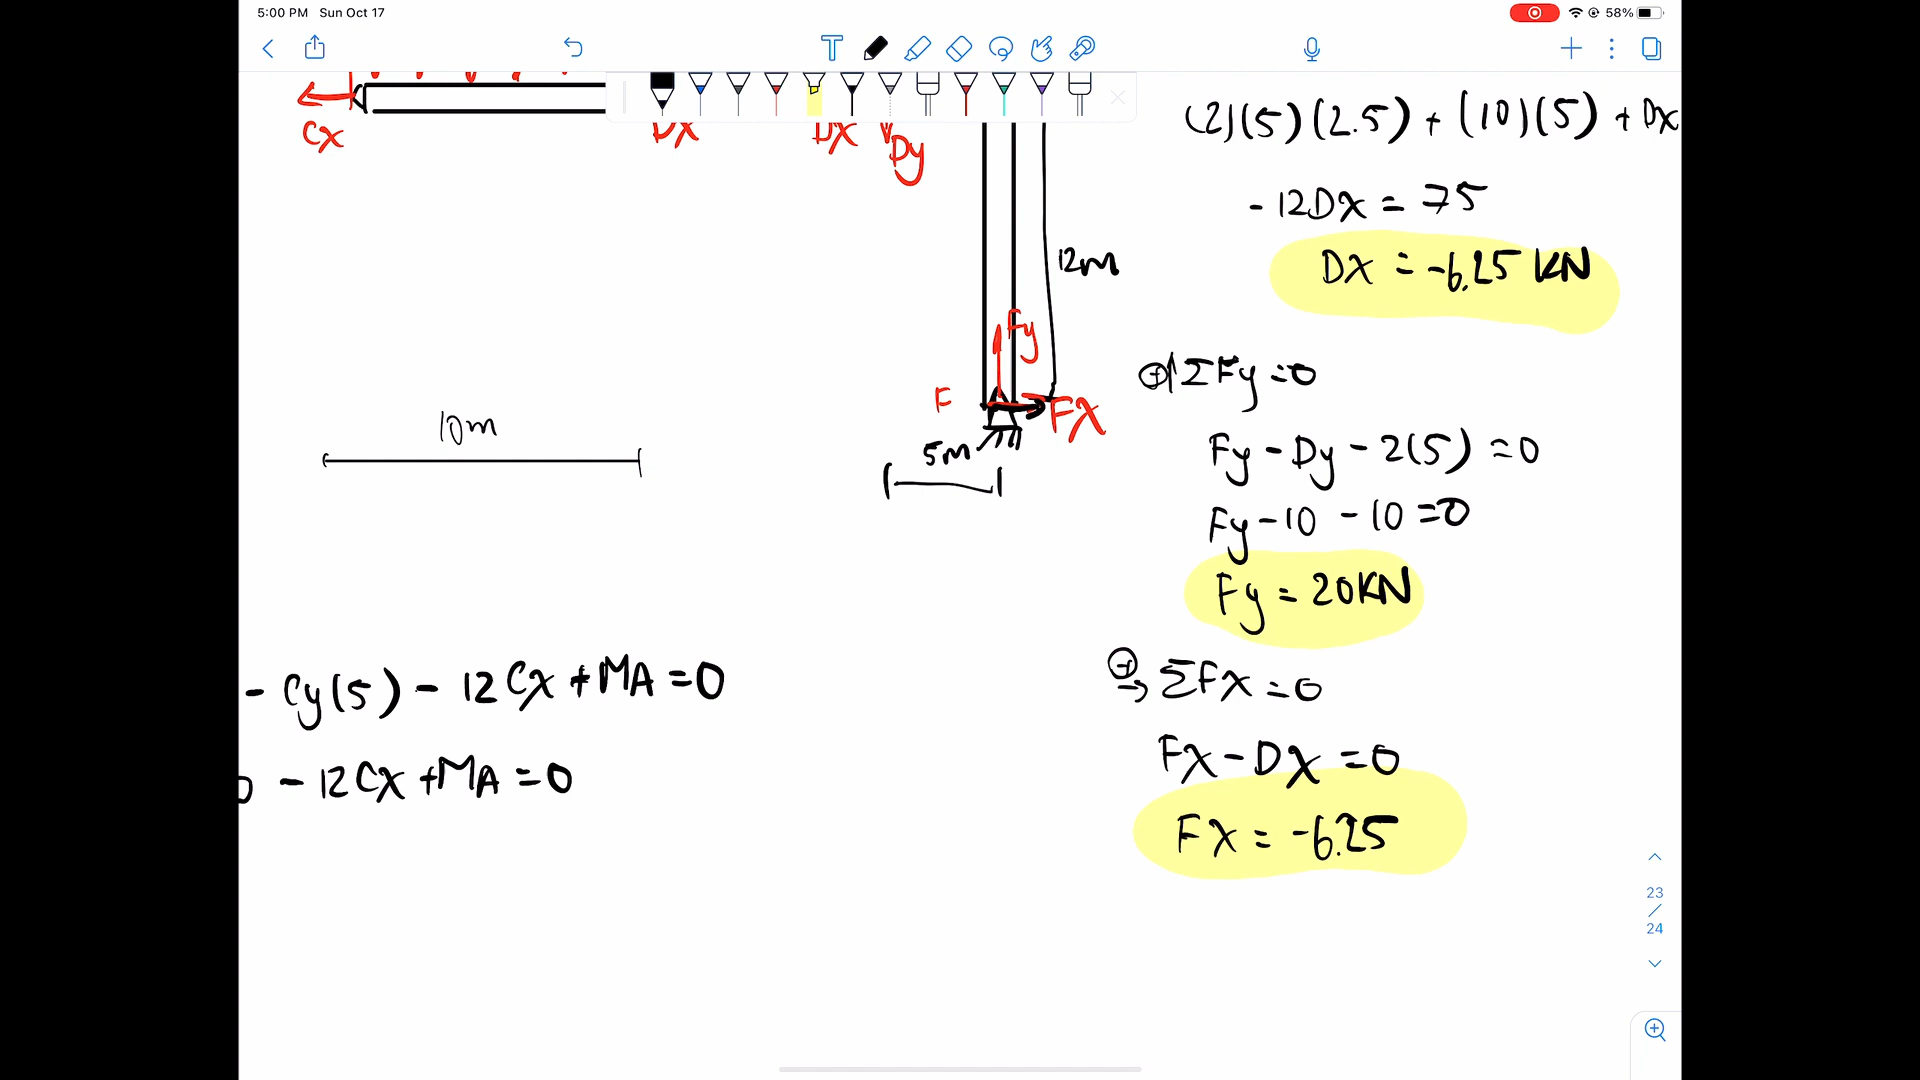 5:00 PM Sun Oct 17
58%
T
CX
DX
DX
Dy
12m
Fy
F
FX
5m
10m
- Cy(5) - 12CX + MA = 0
0 - 12CX + MA = 0
(2)(5)(2.5) + (10)(5) + DX
- 12DX = 75
DX = -6.25 KN
+↑ΣFy = 0
Fy - Dy - 2(5) = 0
Fy - 10 - 10 = 0
Fy = 20KN
+→ ΣFX = 0
FX - DX = 0
FX = -6.25
23
/
24